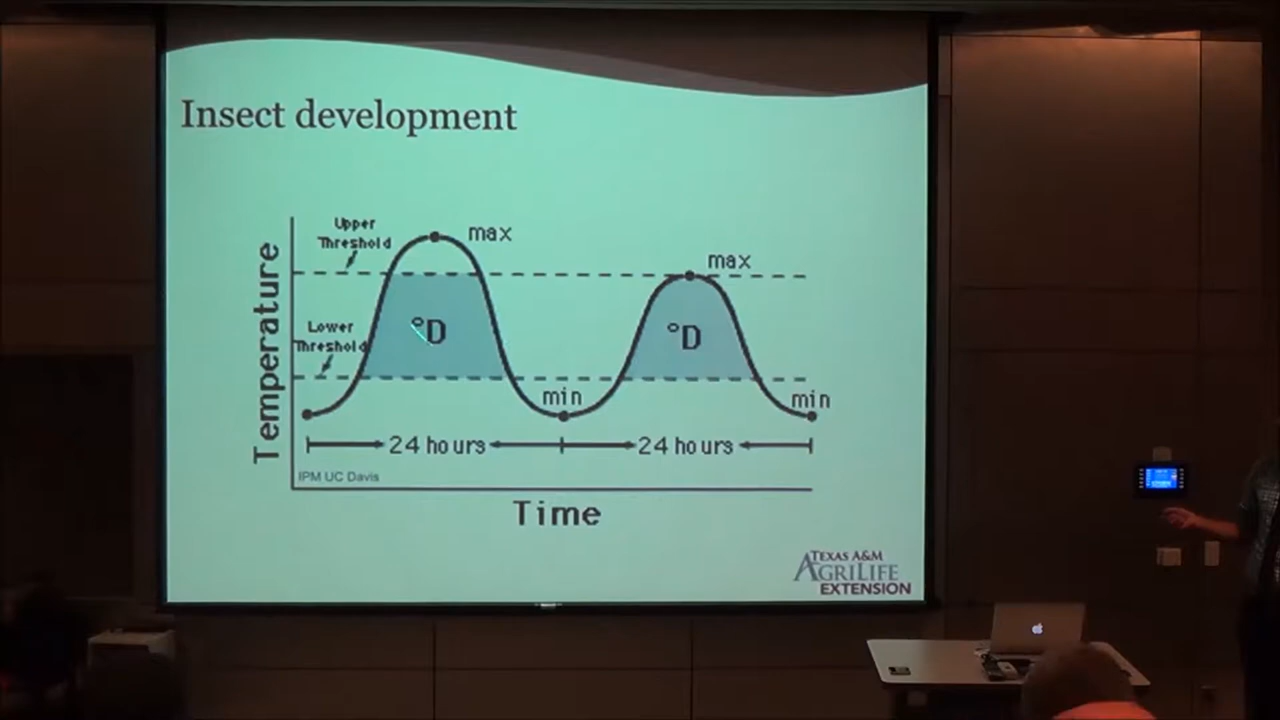 Insect development
Upper
Threshold
max
max
Temperature
°D
°D
Lower
Threshold
min
min
24 hours
24 hours
IPM UC Davis
Time
TEXAS A&M
AGRILIFE
EXTENSION